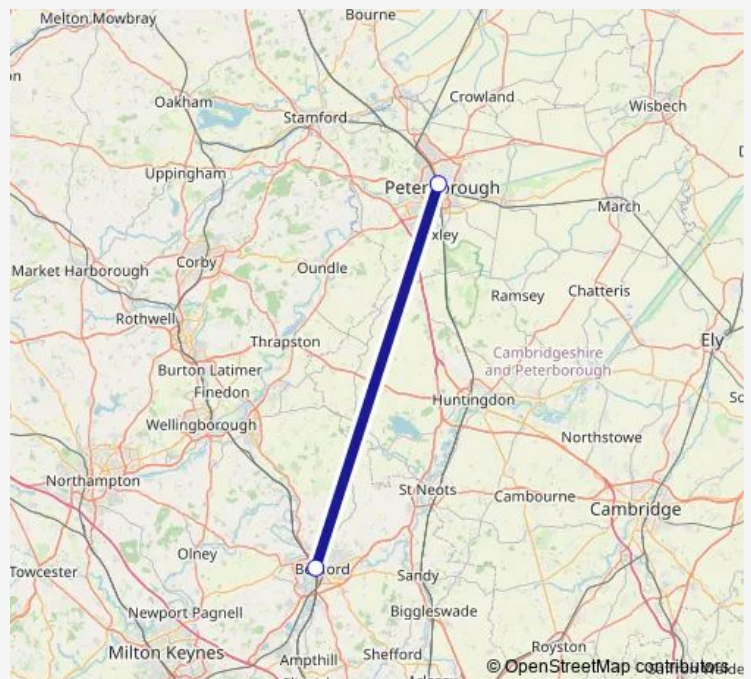 Melton Mowbray
Bourne
Oakham
Crowland
Stamford
Wisbech
Uppingham
Peterborough
March
xley
Market Harborough
Corby
Oundle
Ramsey
Chatteris
Rothwell
Thrapston
Ely
Cambridgeshire
and Peterborough
Burton Latimer
Finedon
Huntingdon
Wellingborough
Northstowe
Northampton
St Neots
Cambourne
Cambridge
Olney
Bedford
Sandy
Towcester
Newport Pagnell
Biggleswade
Milton Keynes
Ampthill
Shefford
Royston
© OpenStreetMap contributors